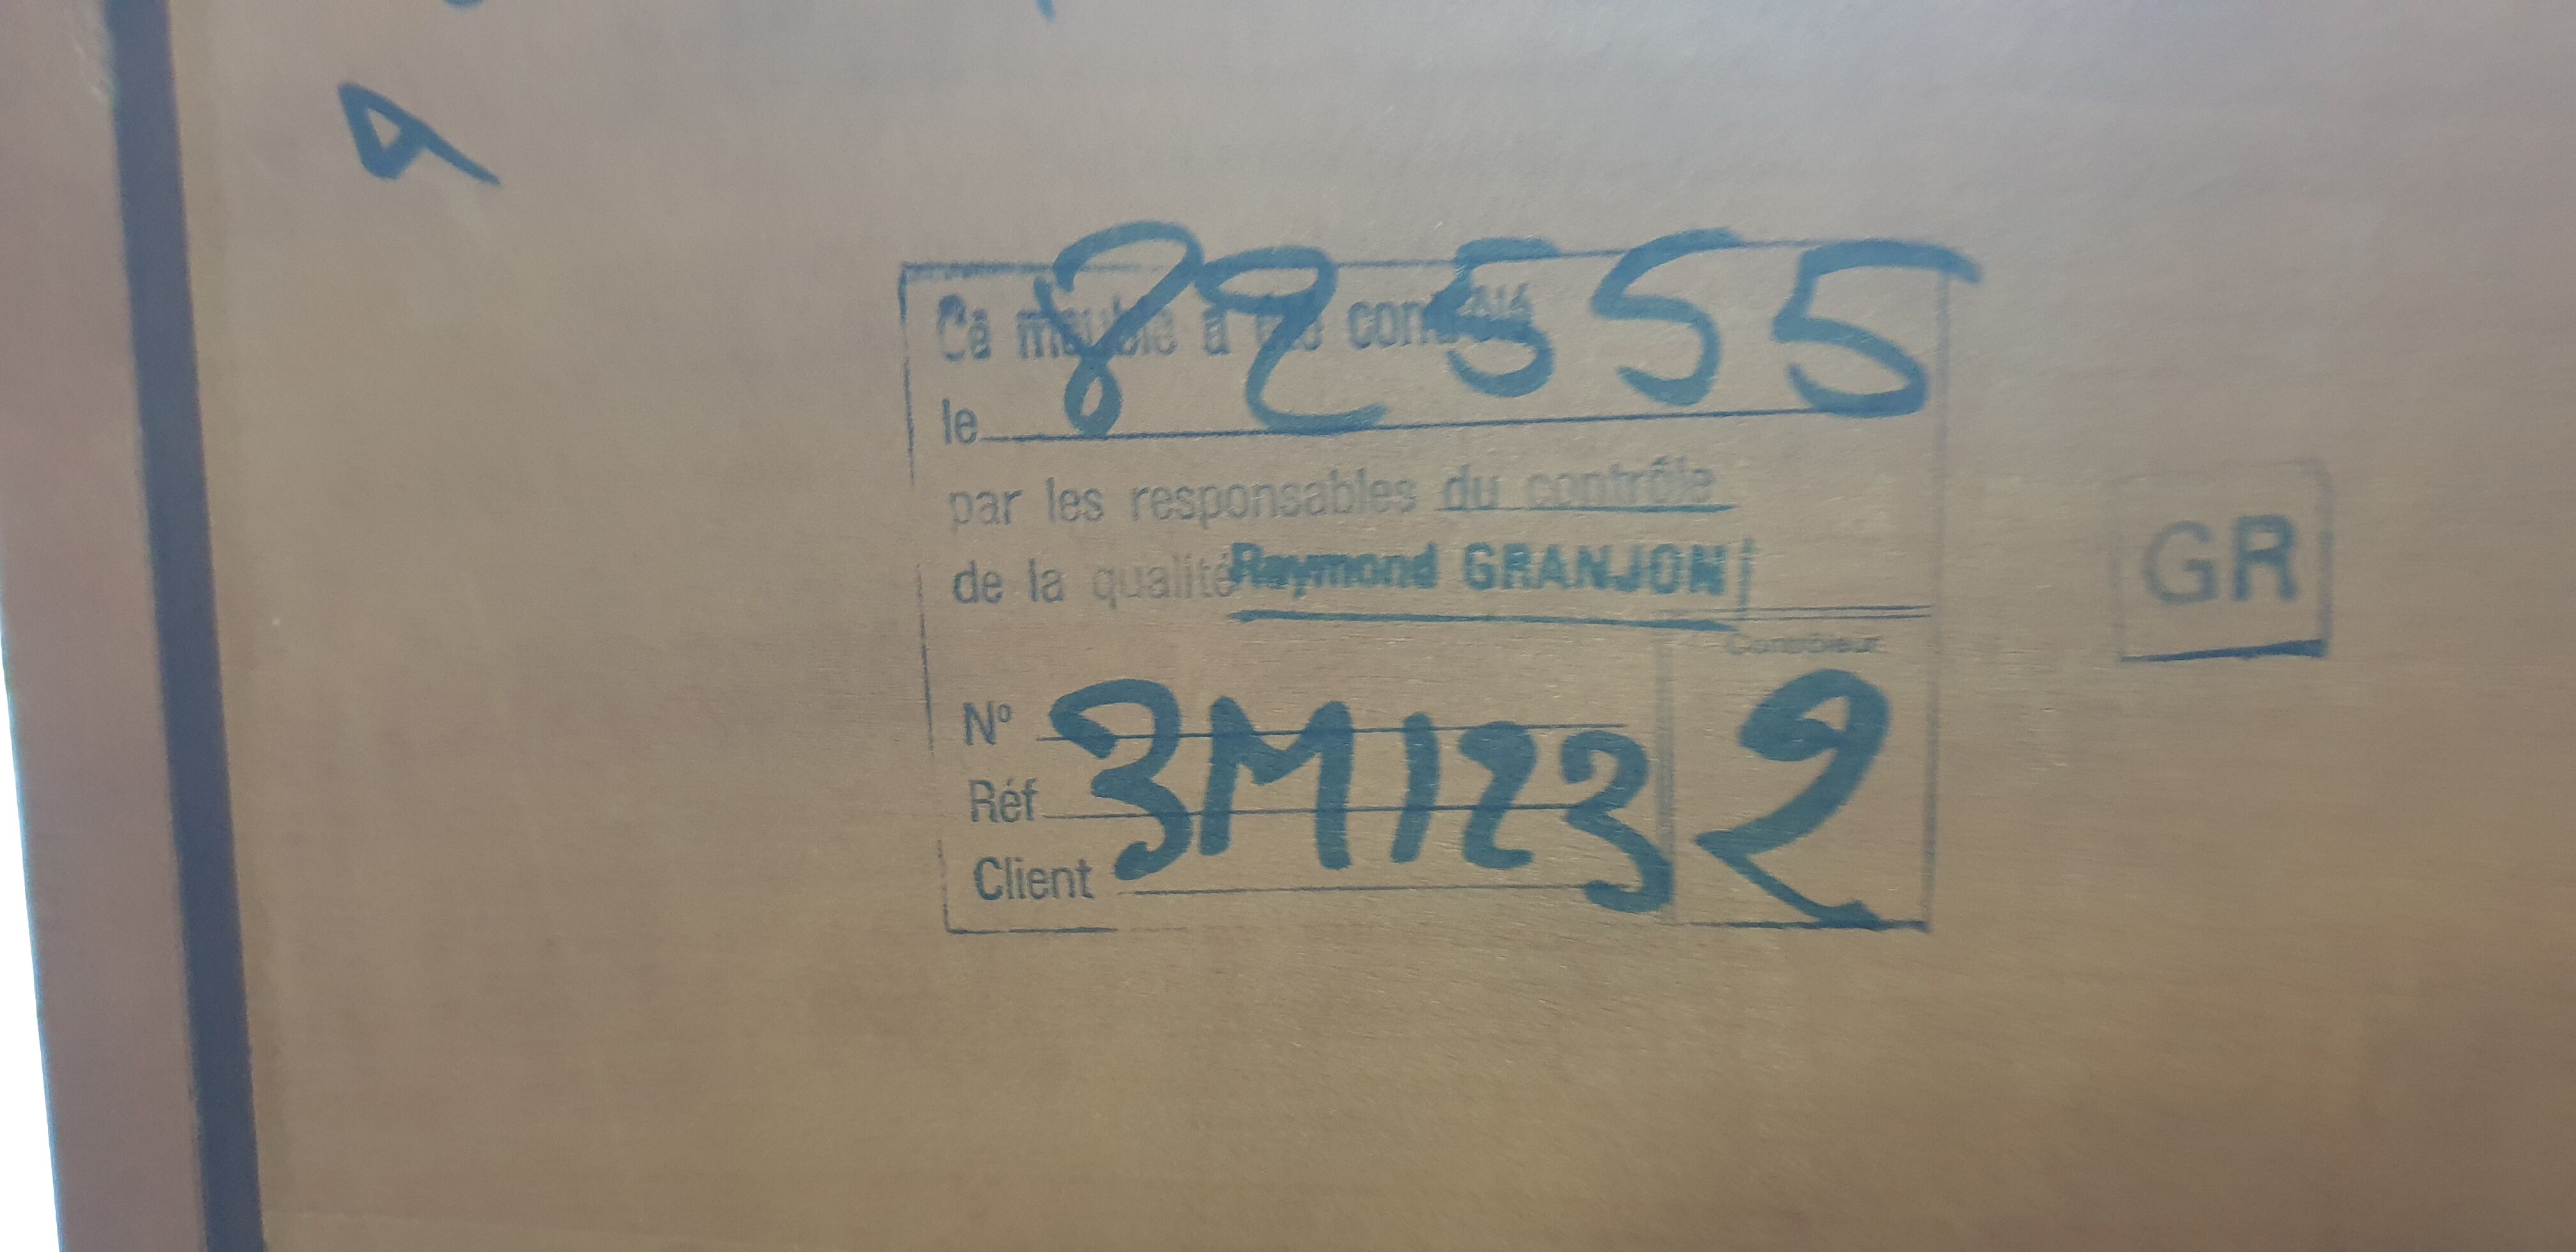 82555
Ce meuble a été contrôlé
le
par les responsables du contrôle
de la qualité Raymond GRANJON
GR
Contrôleur
N° 3M123 2
Réf
Client